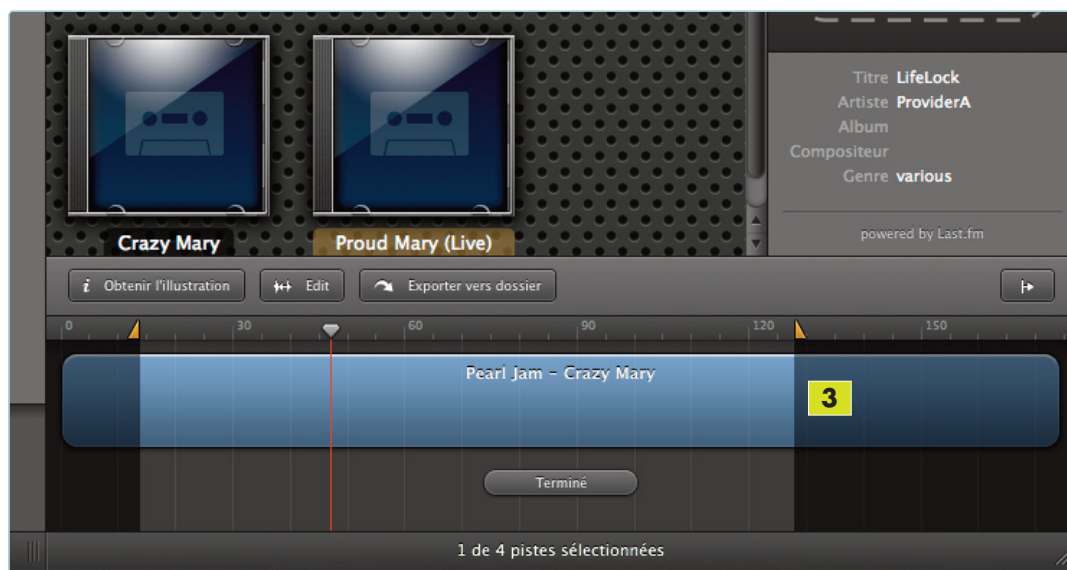 Titre LifeLock
Artiste ProviderA
Album
Compositeur
Genre various
powered by Last.fm
Crazy Mary
Proud Mary (Live)
i Obtenir l'illustration
Edit
Exporter vers dossier
0 30 60 90 120 150
Pearl Jam – Crazy Mary
3
Terminé
1 de 4 pistes sélectionnées